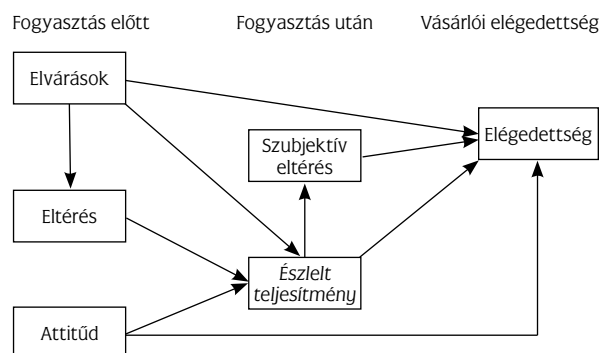 Fogyasztás előtt
Fogyasztás után
Vásárlói elégedettség
Elvárások
Elégedettség
Szubjektív
eltérés
Eltérés
Észlelt
teljesítmény
Attitűd